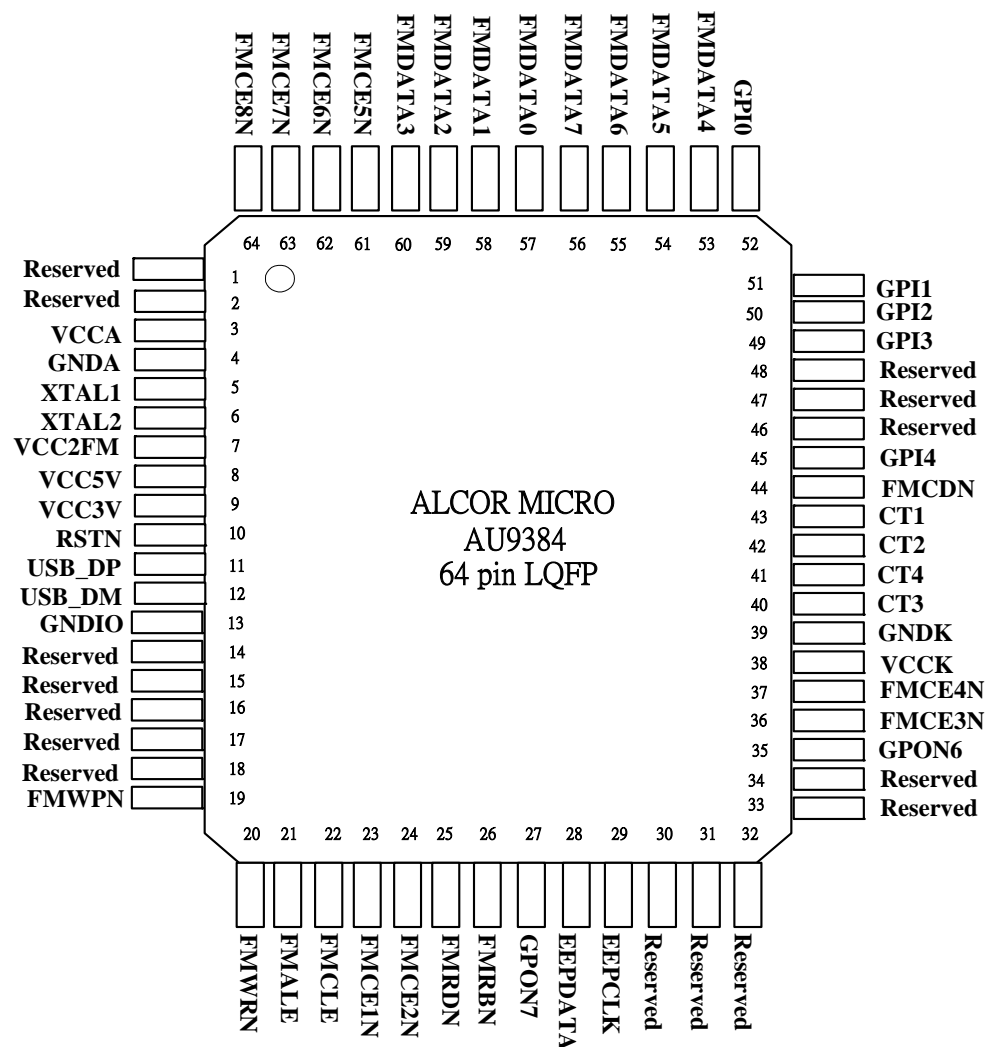 FMCE8N
FMCE7N
FMCE6N
FMCE5N
FMDATA3
FMDATA2
FMDATA1
FMDATA0
FMDATA7
FMDATA6
FMDATA5
FMDATA4
GPI0
64 63 62 61 60 59 58 57 56 55 54 53 52
Reserved 1
Reserved 2
VCCA 3
GNDA 4
XTAL1 5
XTAL2 6
VCC2FM 7
VCC5V 8
VCC3V 9
RSTN 10
USB_DP 11
USB_DM 12
GNDIO 13
Reserved 14
Reserved 15
Reserved 16
Reserved 17
Reserved 18
FMWPN 19
ALCOR MICRO
AU9384
64 pin LQFP
51 GPI1
50 GPI2
49 GPI3
48 Reserved
47 Reserved
46 Reserved
45 GPI4
44 FMCDN
43 CT1
42 CT2
41 CT4
40 CT3
39 GNDK
38 VCCK
37 FMCE4N
36 FMCE3N
35 GPON6
34 Reserved
33 Reserved
20 21 22 23 24 25 26 27 28 29 30 31 32
FMWRN
FMALE
FMCLE
FMCE1N
FMCE2N
FMRDN
FMRBN
GPON7
EEPDATA
EEPCLK
Reserved
Reserved
Reserved